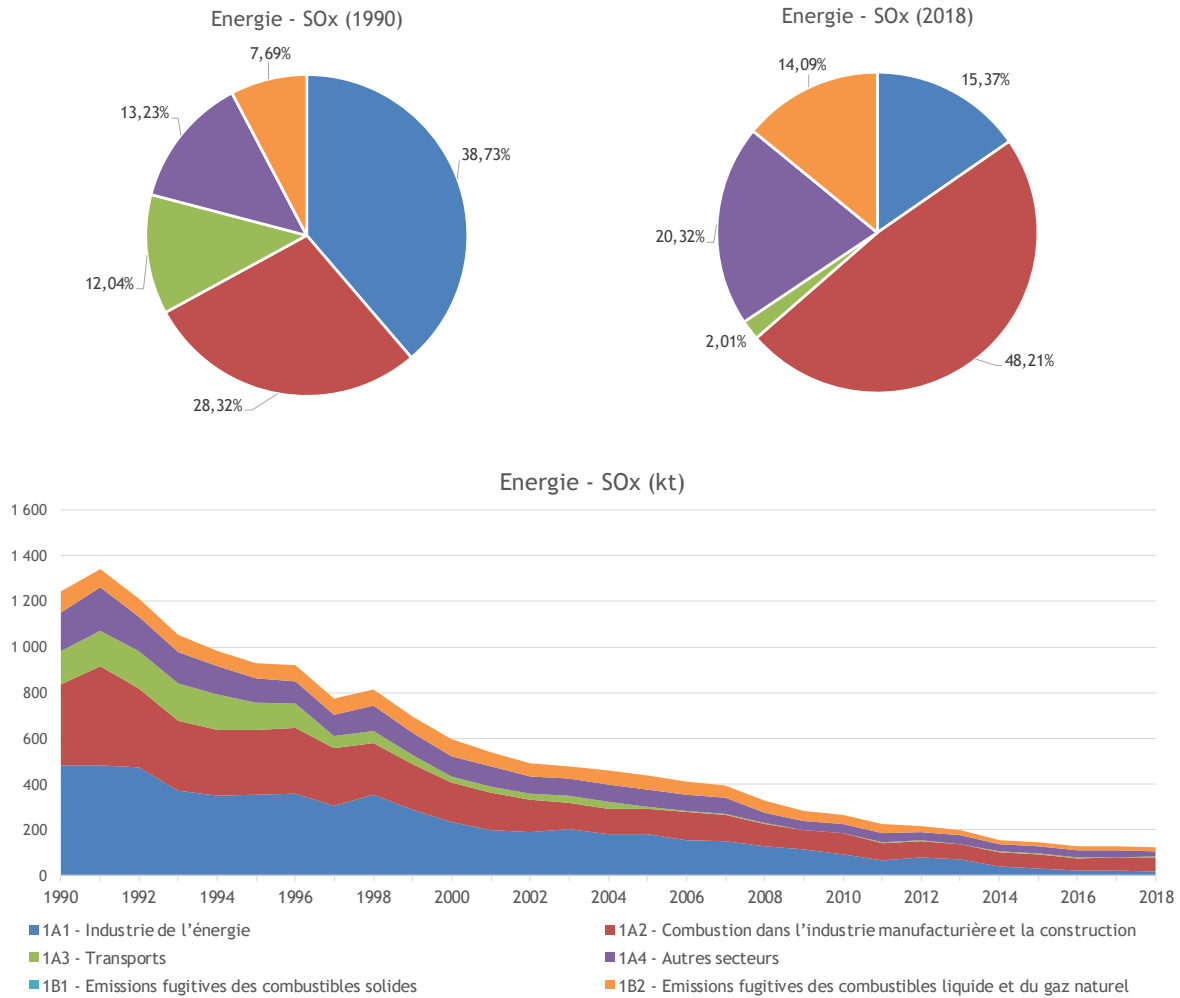 Energie - SOx (1990)
7,69%
13,23%
38,73%
12,04%
28,32%
Energie - SOx (2018)
14,09%
15,37%
20,32%
2,01%
48,21%
Energie - SOx (kt)
1 600
1 400
1 200
1 000
800
600
400
200
0
1990 1992 1994 1996 1998 2000 2002 2004 2006 2008 2010 2012 2014 2016 2018
1A1 - Industrie de l’énergie
1A2 - Combustion dans l’industrie manufacturière et la construction
1A3 - Transports
1A4 - Autres secteurs
1B1 - Emissions fugitives des combustibles solides
1B2 - Emissions fugitives des combustibles liquide et du gaz naturel